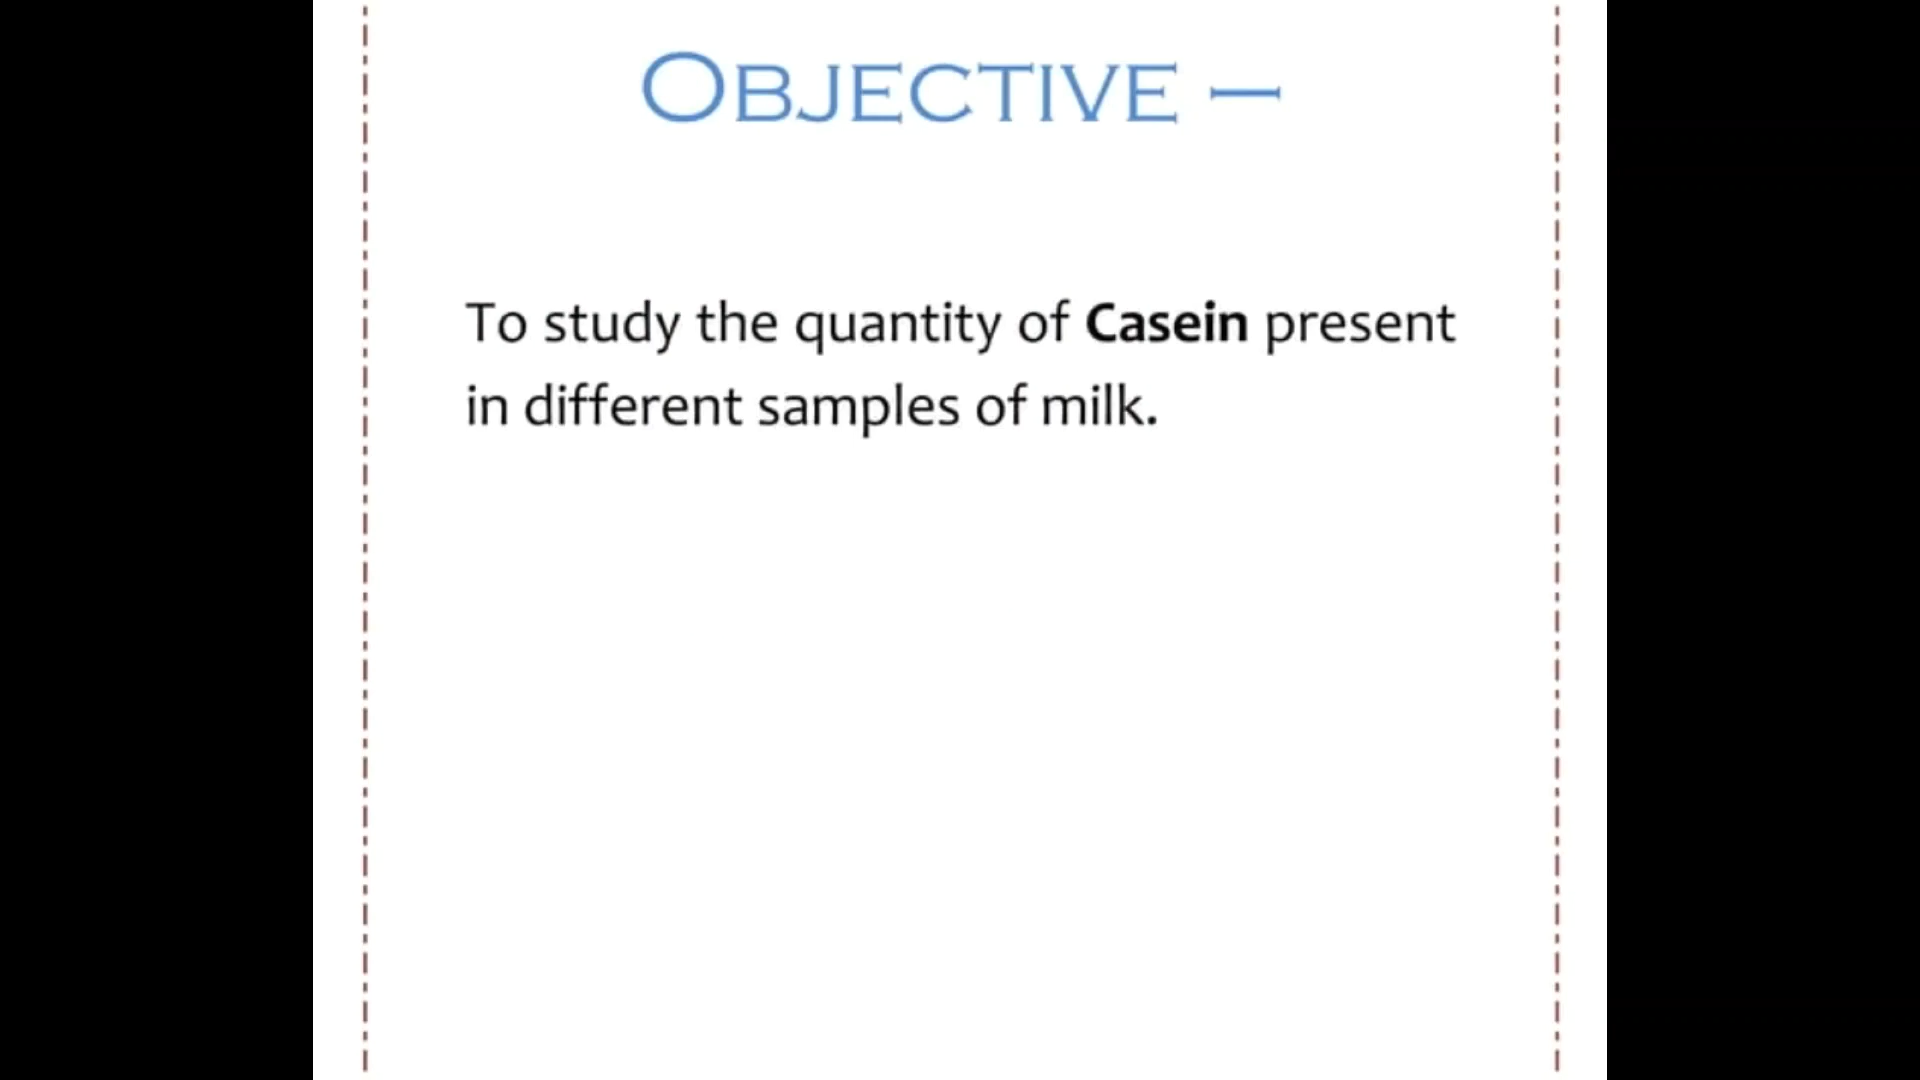 OBJECTIVE –
To study the quantity of Casein present
in different samples of milk.